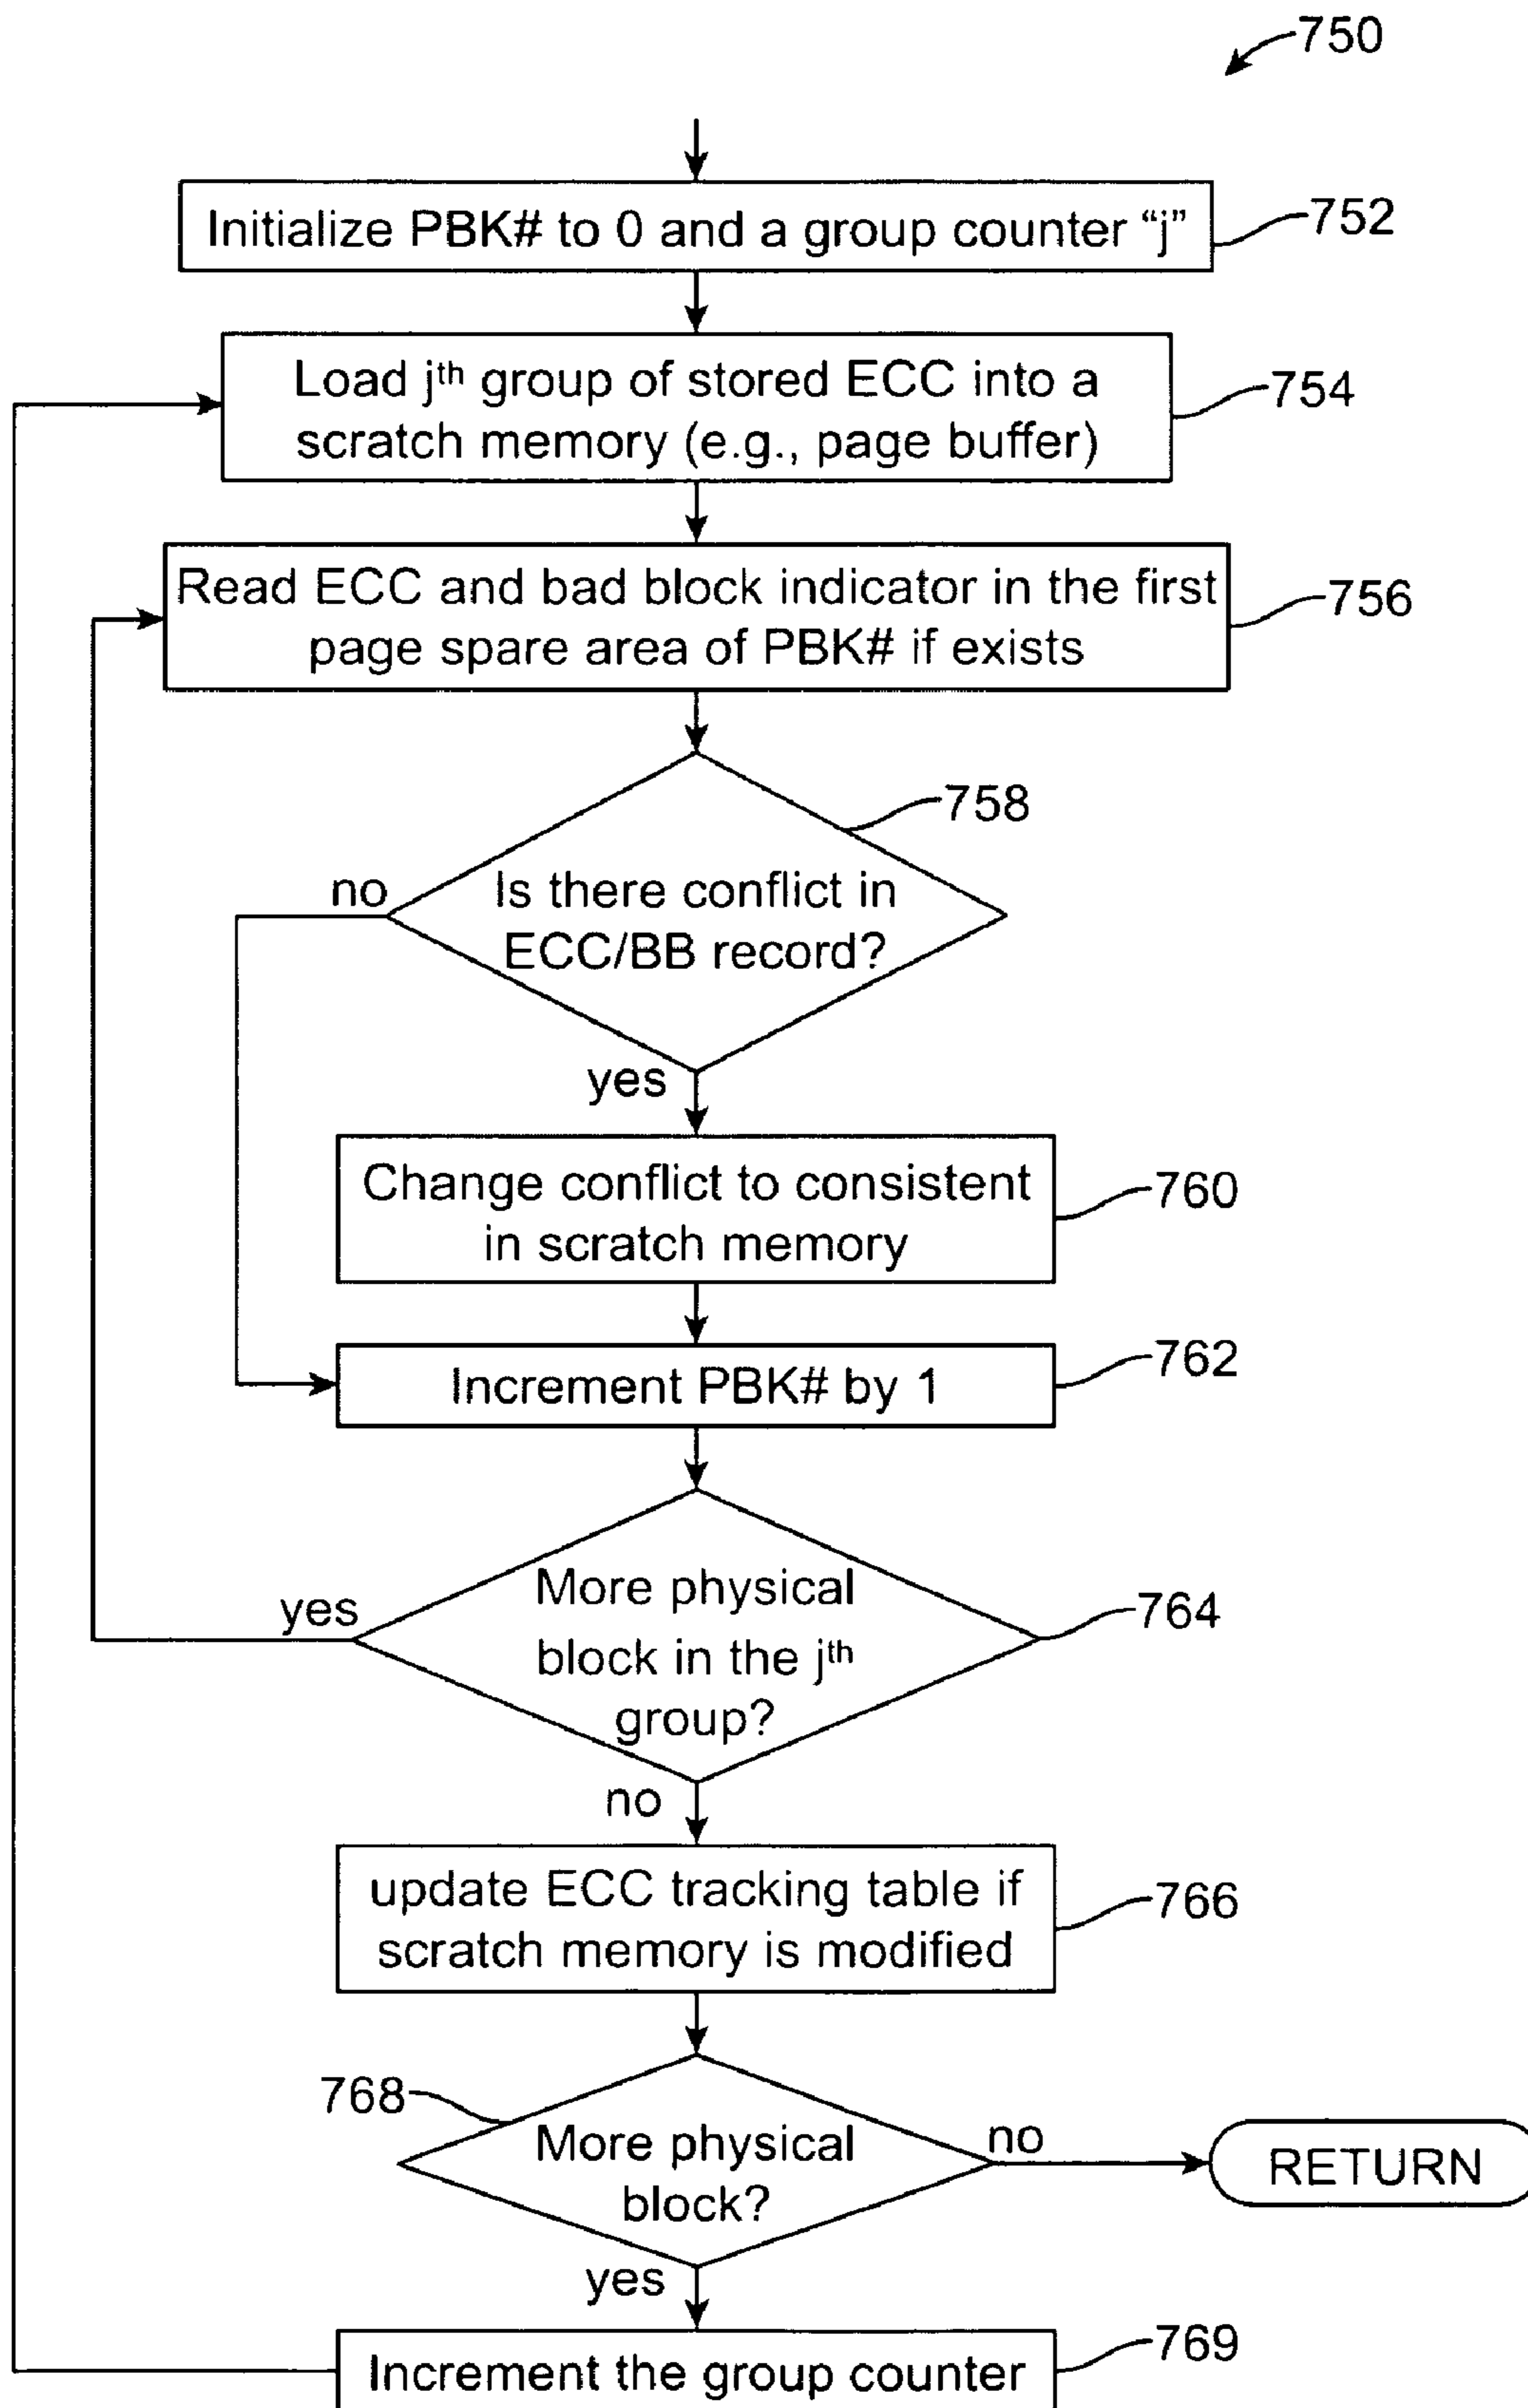 750
Initialize PBK# to 0 and a group counter “j”
752
Load jth group of stored ECC into a
scratch memory (e.g., page buffer)
754
Read ECC and bad block indicator in the first
page spare area of PBK# if exists
756
758
no
Is there conflict in
ECC/BB record?
yes
Change conflict to consistent
in scratch memory
760
Increment PBK# by 1
762
More physical
block in the jth
group?
yes
764
no
update ECC tracking table if
scratch memory is modified
766
768
More physical
block?
no
RETURN
yes
Increment the group counter
769